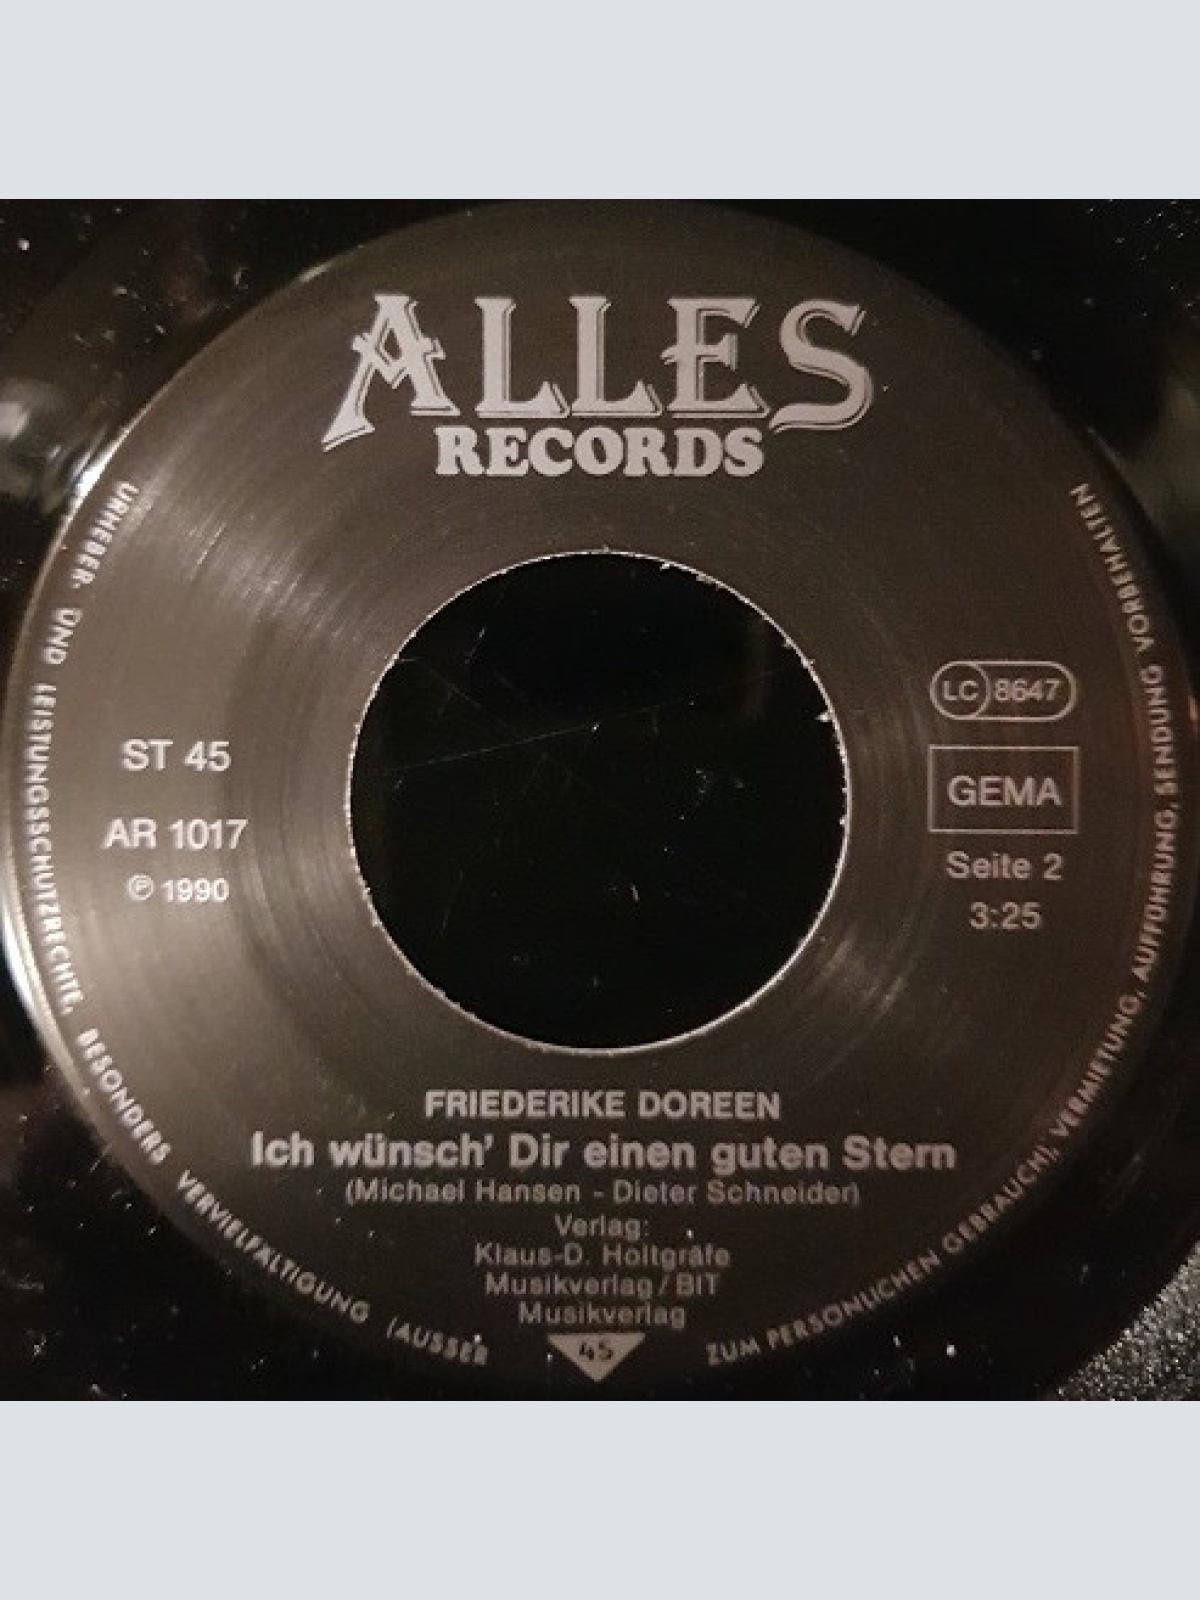 ALLES
RECORDS
ST 45
AR 1017
℗ 1990
LC 8647
GEMA
Seite 2
3:25
FRIEDERIKE DOREEN
Ich wünsch' Dir einen guten Stern
(Michael Hansen - Dieter Schneider)
Verlag:
Klaus-D. Holtgräfe
Musikverlag / BIT
Musikverlag
45
URHEBER- UND LEISTUNGSSCHUTZRECHTE, BESONDERS VERVIELFÄLTIGUNG (AUSSER ZUM PERSÖNLICHEN GEBRAUCH), VERMIETUNG, AUFFÜHRUNG, SENDUNG VORBEHALTEN